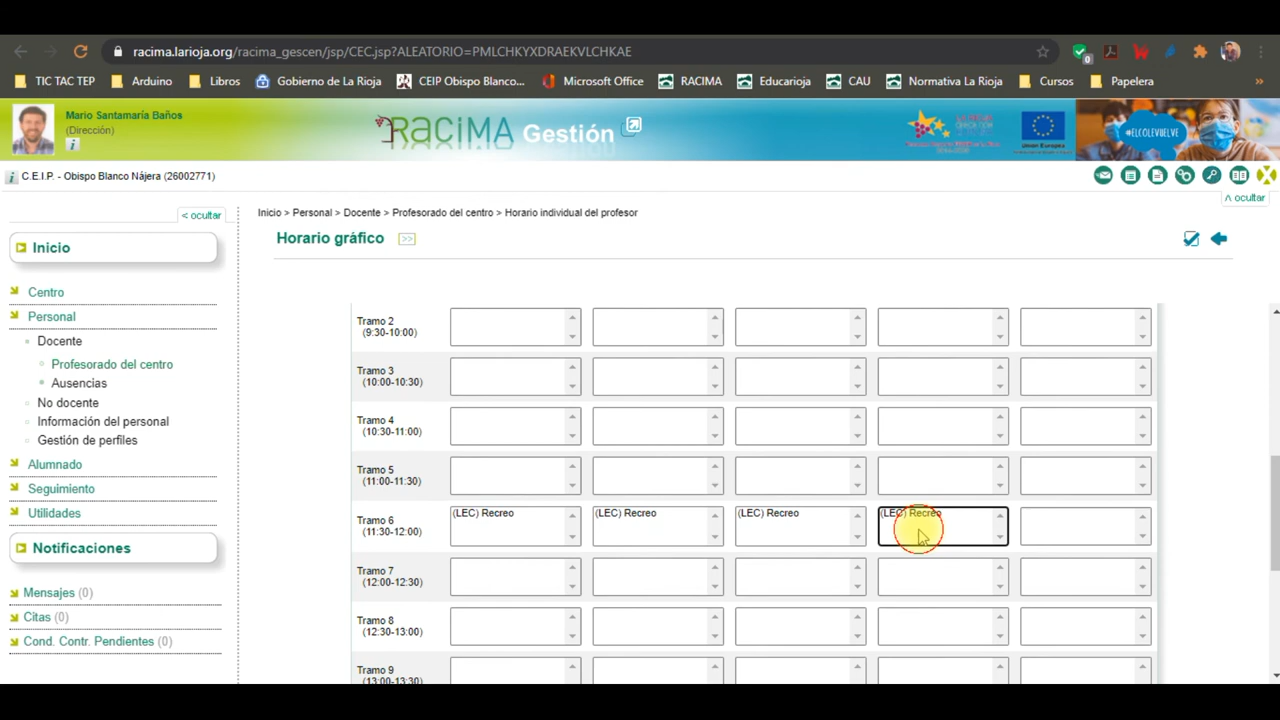 racima.larioja.org/racima_gescen/jsp/CEC.jsp?ALEATORIO=PMLCHKYXDRAEKVLCHKAE
0
TIC TAC TEP Arduino Libros Gobierno de La Rioja CEIP Obispo Blanco... Microsoft Office RACIMA Educarioja CAU Normativa La Rioja Cursos Papelera »
Mario Santamaría Baños
(Dirección)
RACIMA Gestión
Unión Europea
#ELCOLEVUELVE
C.E.I.P. - Obispo Blanco Nájera (26002771)
ocultar
< ocultar
Inicio > Personal > Docente > Profesorado del centro > Horario individual del profesor
Inicio
Horario gráfico >>
Centro
Personal
Docente
Profesorado del centro
Ausencias
No docente
Información del personal
Gestión de perfiles
Alumnado
Seguimiento
Utilidades
Notificaciones
Mensajes (0)
Citas (0)
Cond. Contr. Pendientes (0)
Tramo 2
(9:30-10:00)
Tramo 3
(10:00-10:30)
Tramo 4
(10:30-11:00)
Tramo 5
(11:00-11:30)
Tramo 6
(11:30-12:00)
(LEC) Recreo (LEC) Recreo (LEC) Recreo (LEC) Recreo
Tramo 7
(12:00-12:30)
Tramo 8
(12:30-13:00)
Tramo 9
(13:00-13:30)